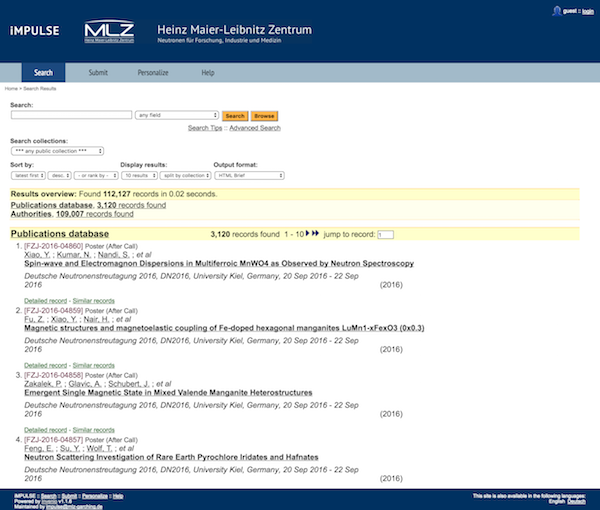 guest :: login
iMPULSE
MLZ
Heinz Maier-Leibnitz Zentrum
Heinz Maier-Leibnitz Zentrum
Neutronen für Forschung, Industrie und Medizin
Search Submit Personalize Help
Home > Search Results
Search:
any field Search Browse
Search Tips :: Advanced Search
Search collections:
*** any public collection ***
Sort by: Display results: Output format:
latest first desc. - or rank by - 10 results split by collection HTML Brief
Results overview: Found 112,127 records in 0.02 seconds.
Publications database, 3,120 records found
Authorities, 109,007 records found
Publications database 3,120 records found 1 - 10 jump to record: 1
1. [FZJ-2016-04860] Poster (After Call)
Xiao, Y. ; Kumar, N. ; Nandi, S. ; et al
Spin-wave and Electromagnon Dispersions in Multiferroic MnWO4 as Observed by Neutron Spectroscopy
Deutsche Neutronenstreutagung 2016, DN2016, University Kiel, Germany, 20 Sep 2016 - 22 Sep
2016 (2016)
Detailed record - Similar records
2. [FZJ-2016-04859] Poster (After Call)
Fu, Z. ; Xiao, Y. ; Nair, H. ; et al
Magnetic structures and magnetoelastic coupling of Fe-doped hexagonal manganites LuMn1-xFexO3 (0x0.3)
Deutsche Neutronenstreutagung 2016, DN2016, University Kiel, Germany, 20 Sep 2016 - 22 Sep
2016 (2016)
Detailed record - Similar records
3. [FZJ-2016-04858] Poster (After Call)
Zakalek, P. ; Glavic, A. ; Schubert, J. ; et al
Emergent Single Magnetic State in Mixed Valende Manganite Heterostructures
Deutsche Neutronenstreutagung 2016, DN2016, University Kiel, Germany, 20 Sep 2016 - 22 Sep
2016 (2016)
Detailed record - Similar records
4. [FZJ-2016-04857] Poster (After Call)
Feng, E. ; Su, Y. ; Wolf, T. ; et al
Neutron Scattering Investigation of Rare Earth Pyrochlore Iridates and Hafnates
Deutsche Neutronenstreutagung 2016, DN2016, University Kiel, Germany, 20 Sep 2016 - 22 Sep
2016 (2016)
iMPULSE :: Search :: Submit :: Personalize :: Help This site is also available in the following languages:
Powered by Invenio v1.1.6 English Deutsch
Maintained by impulse@mlz-garching.de